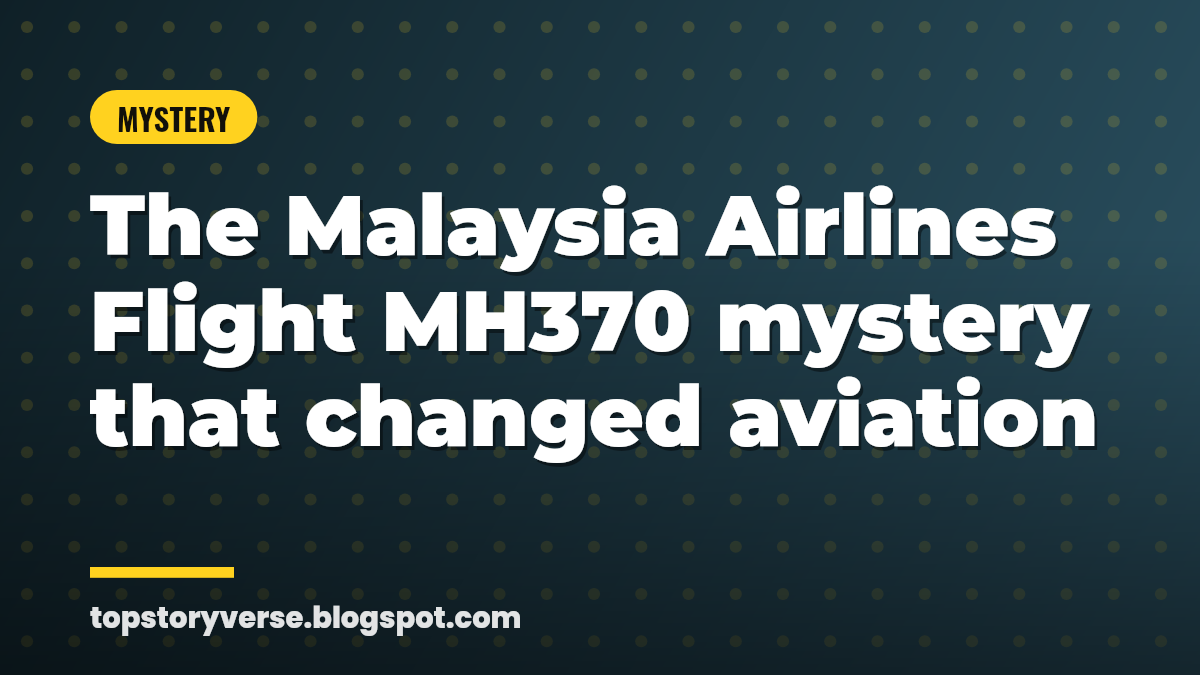 MYSTERY
The Malaysia Airlines
Flight MH370 mystery
that changed aviation
topstoryverse.blogspot.com